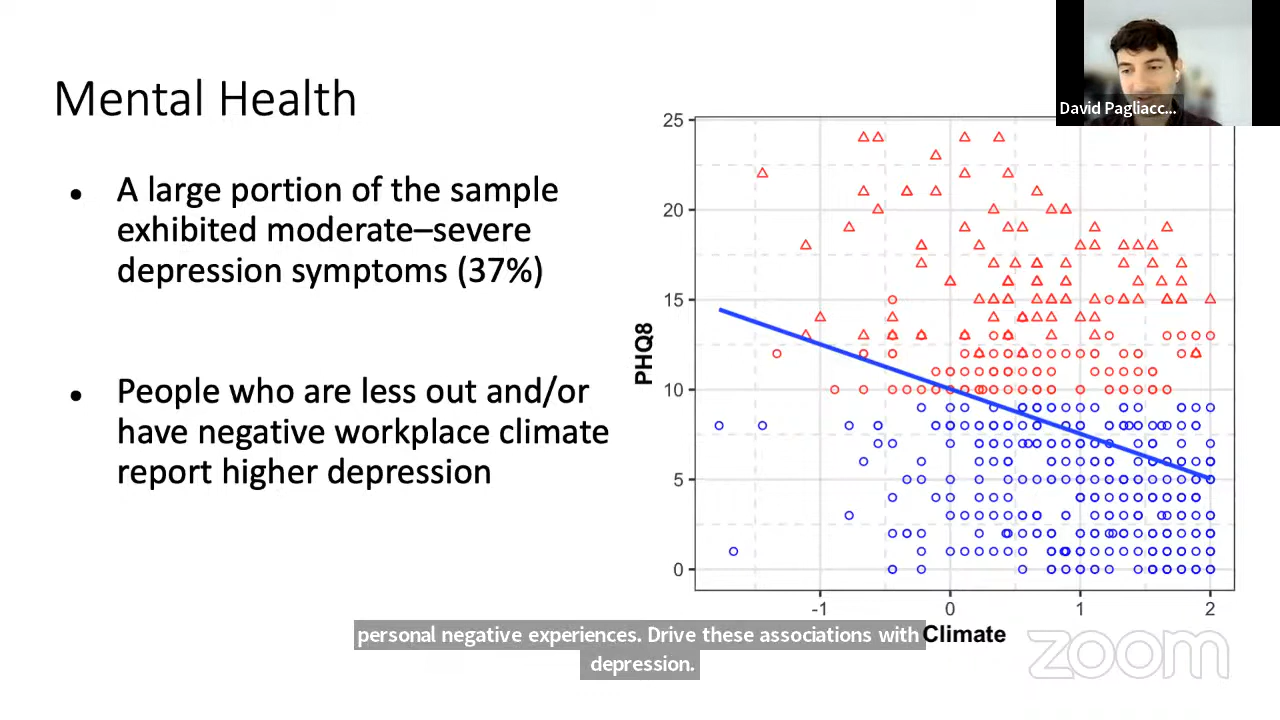 Mental Health
David Pagliacc...
• A large portion of the sample
exhibited moderate–severe
depression symptoms (37%)
• People who are less out and/or
have negative workplace climate
report higher depression
PHQ8
25
20
15
10
5
0
-1 0 1 2
Climate
personal negative experiences. Drive these associations with
depression.
zoom